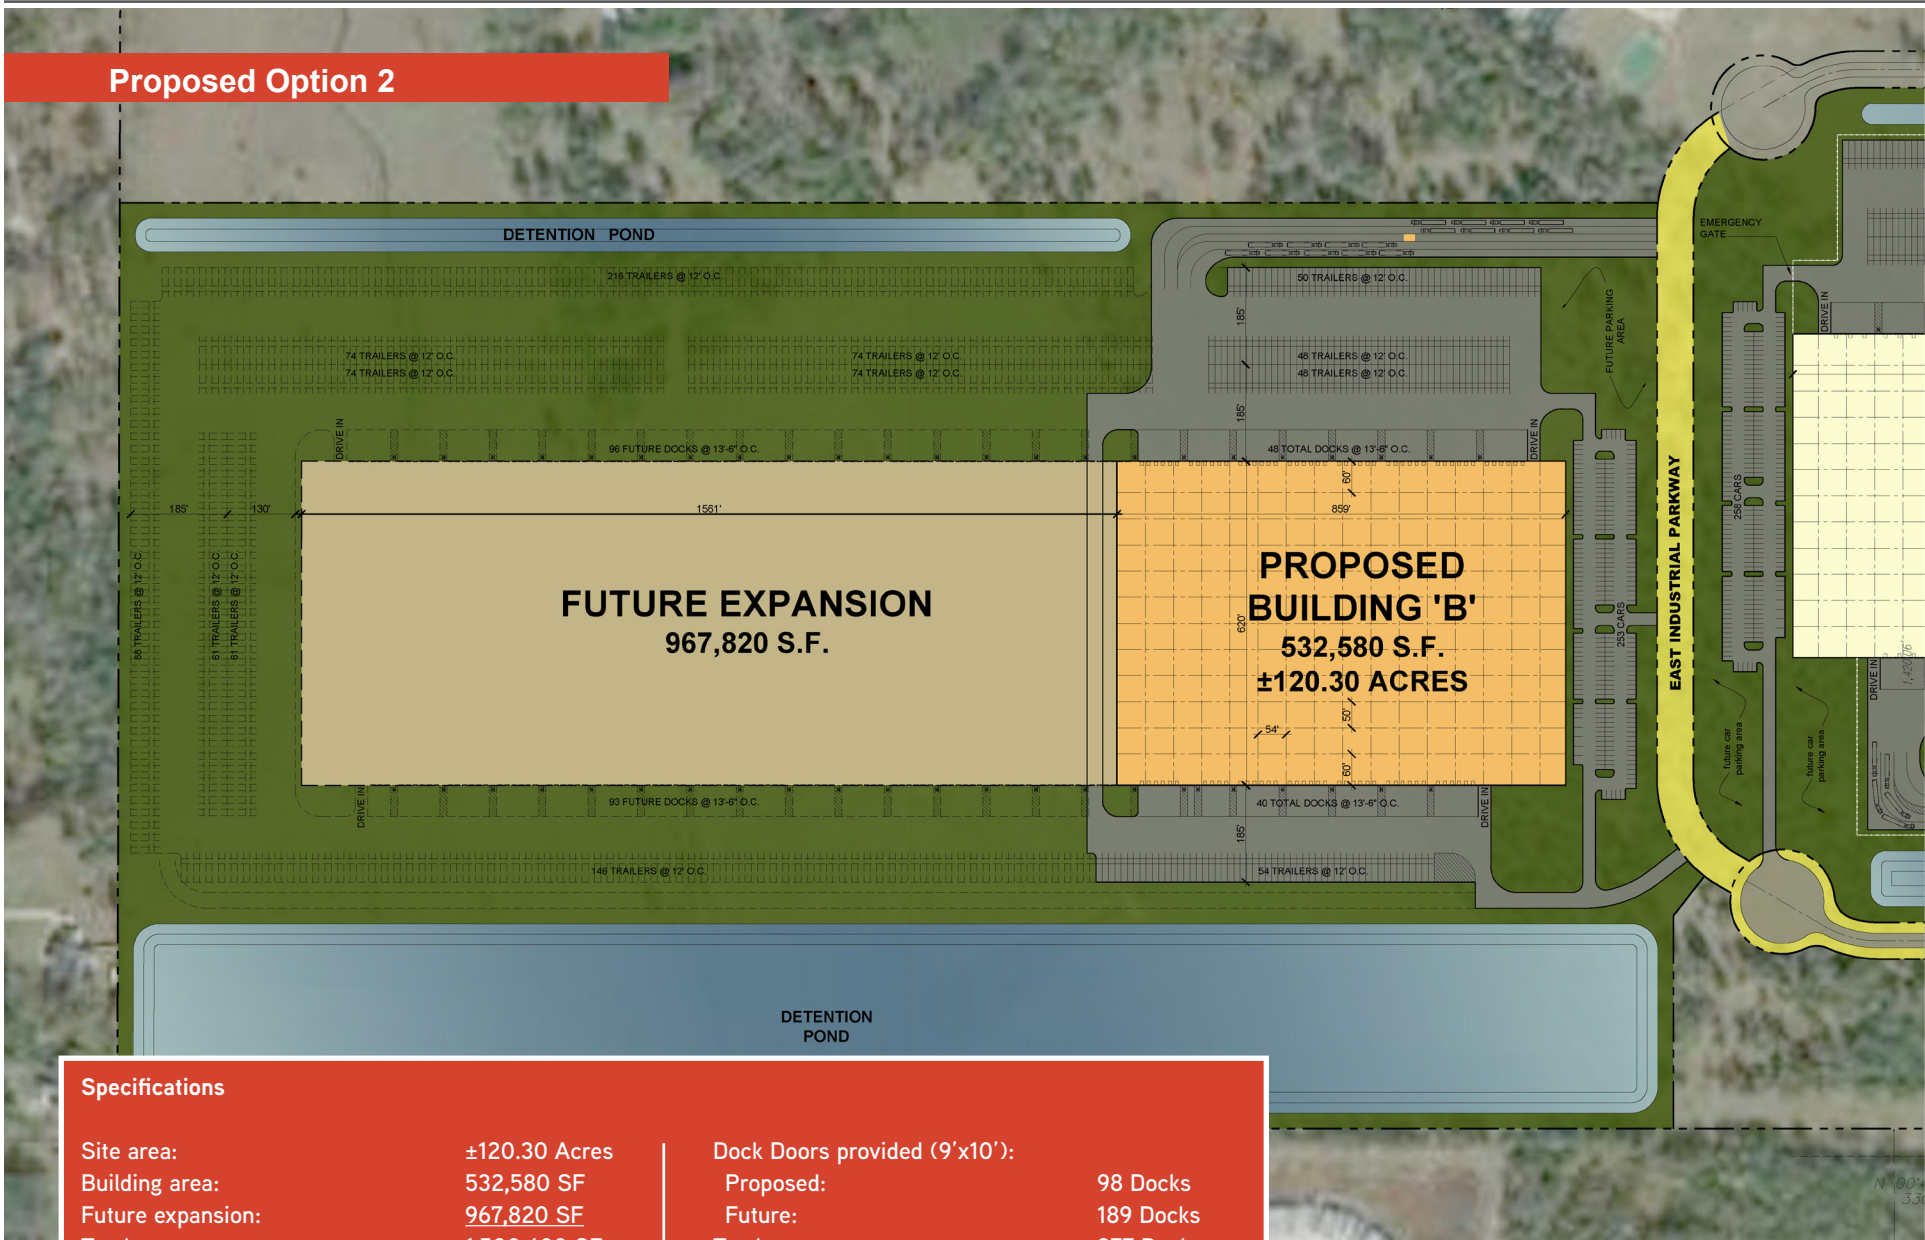 Proposed Option 2
DETENTION POND
216 TRAILERS @ 12' O.C.
50 TRAILERS @ 12' O.C.
EMERGENCY
GATE
FUTURE PARKING
AREA
DRIVE IN
185'
74 TRAILERS @ 12' O.C.
74 TRAILERS @ 12' O.C.
74 TRAILERS @ 12' O.C.
74 TRAILERS @ 12' O.C.
48 TRAILERS @ 12' O.C.
48 TRAILERS @ 12' O.C.
185'
DRIVE IN
96 FUTURE DOCKS @ 13'-6" O.C.
48 TOTAL DOCKS @ 13'-6" O.C.
DRIVE IN
60'
185'
130'
1561'
859'
258 CARS
EAST INDUSTRIAL PARKWAY
88 TRAILERS @ 12' O.C.
61 TRAILERS @ 12' O.C.
61 TRAILERS @ 12' O.C.
FUTURE EXPANSION
967,820 S.F.
PROPOSED
BUILDING 'B'
532,580 S.F.
±120.30 ACRES
620'
253 CARS
1,420.06'
DRIVE IN
50'
54'
60'
future car
parking area
future car
parking area
DRIVE IN
93 FUTURE DOCKS @ 13'-6" O.C.
40 TOTAL DOCKS @ 13'-6" O.C.
DRIVE IN
185'
146 TRAILERS @ 12' O.C.
54 TRAILERS @ 12' O.C.
DETENTION
POND
Specifications
Site area: ±120.30 Acres
Building area: 532,580 SF
Future expansion: 967,820 SF
Dock Doors provided (9'x10'):
Proposed: 98 Docks
Future: 189 Docks